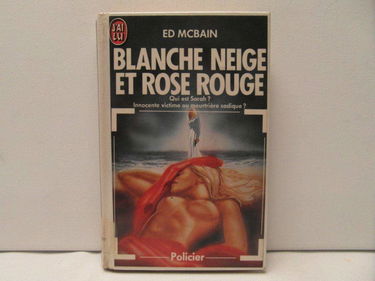 J'AI
LU
ED MCBAIN
BLANCHE NEIGE
ET ROSE ROUGE
Qui est Sarah ?
Innocente victime ou meurtrière sadique ?
Policier